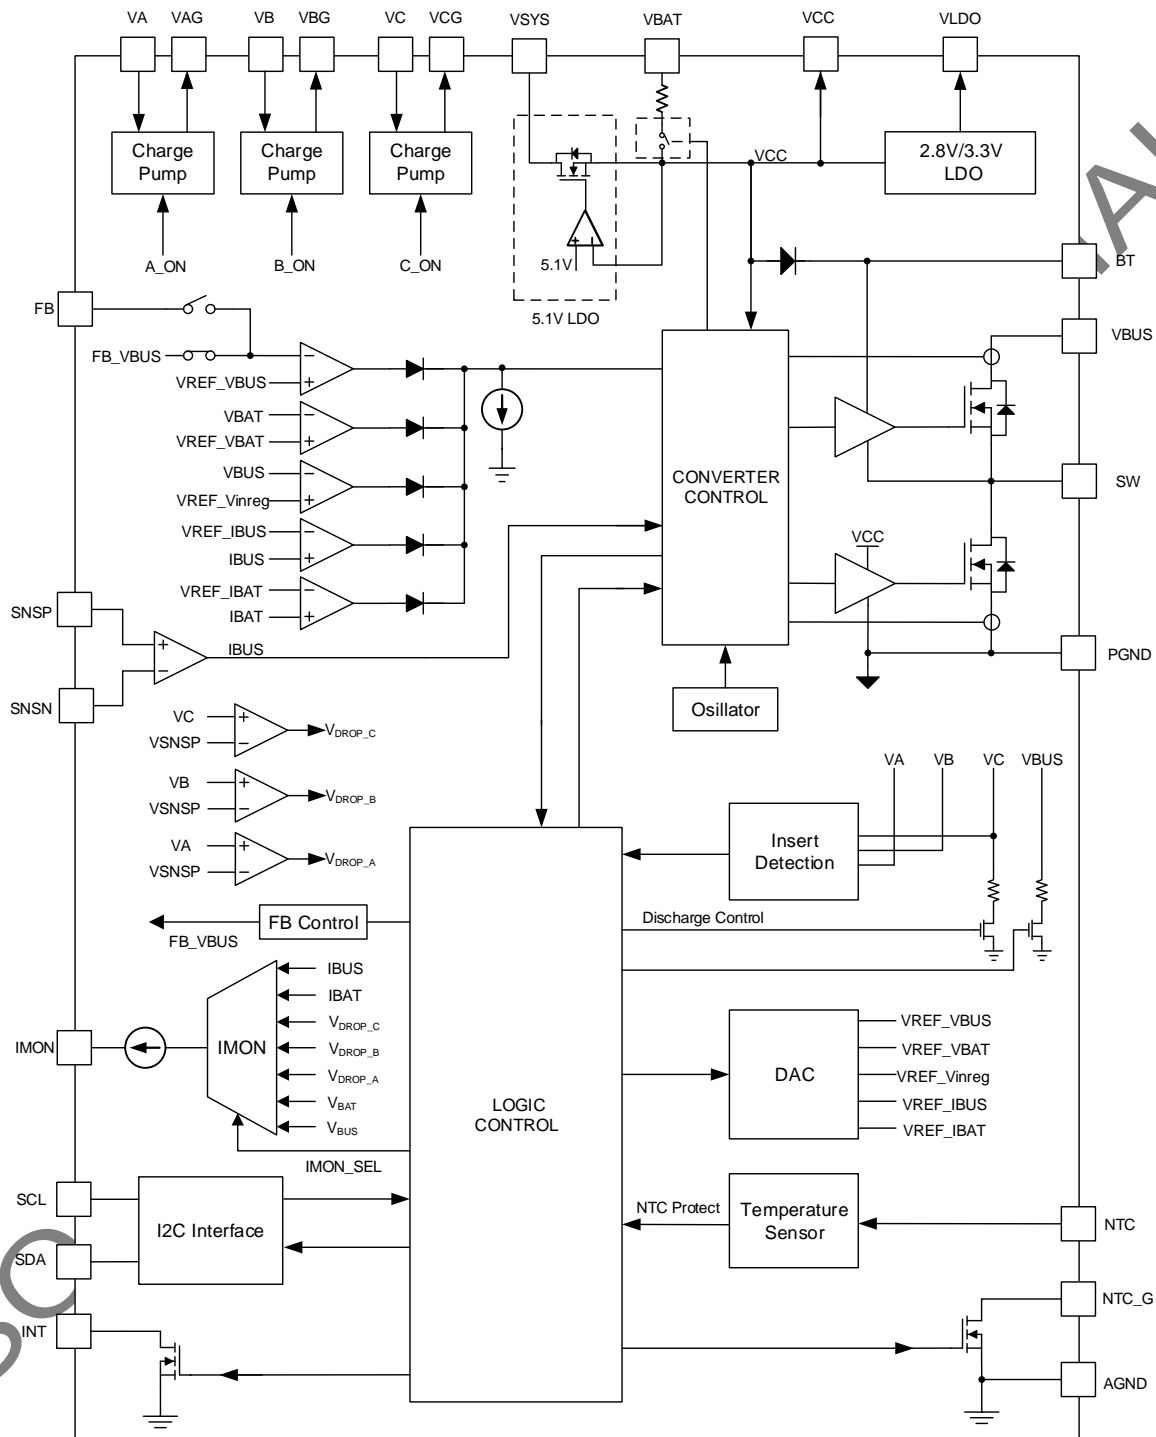 VA VAG VB VBG VC VCG VSYS VBAT VCC VLDO
Charge
Pump
Charge
Pump
Charge
Pump
VCC
2.8V/3.3V
LDO
A_ON
B_ON
C_ON
5.1V
5.1V LDO
BT
FB
VBUS
FB_VBUS
VREF_VBUS
VBAT
VREF_VBAT
VBUS
VREF_Vinreg
VREF_IBUS
IBUS
VREF_IBAT
IBAT
CONVERTER
CONTROL
SW
VCC
SNSP
IBUS
PGND
SNSN
Osillator
VC
VSNSP
VDROP_C
VB
VSNSP
VDROP_B
VA
VSNSP
VDROP_A
VA VB VC VBUS
Insert
Detection
FB Control
FB_VBUS
Discharge Control
IBUS
IBAT
VDROP_C
VDROP_B
VDROP_A
VBAT
VBUS
IMON
IMON
IMON_SEL
LOGIC
CONTROL
DAC
VREF_VBUS
VREF_VBAT
VREF_Vinreg
VREF_IBUS
VREF_IBAT
SCL
I2C Interface
SDA
NTC Protect
Temperature
Sensor
NTC
INT
NTC_G
AGND
SC